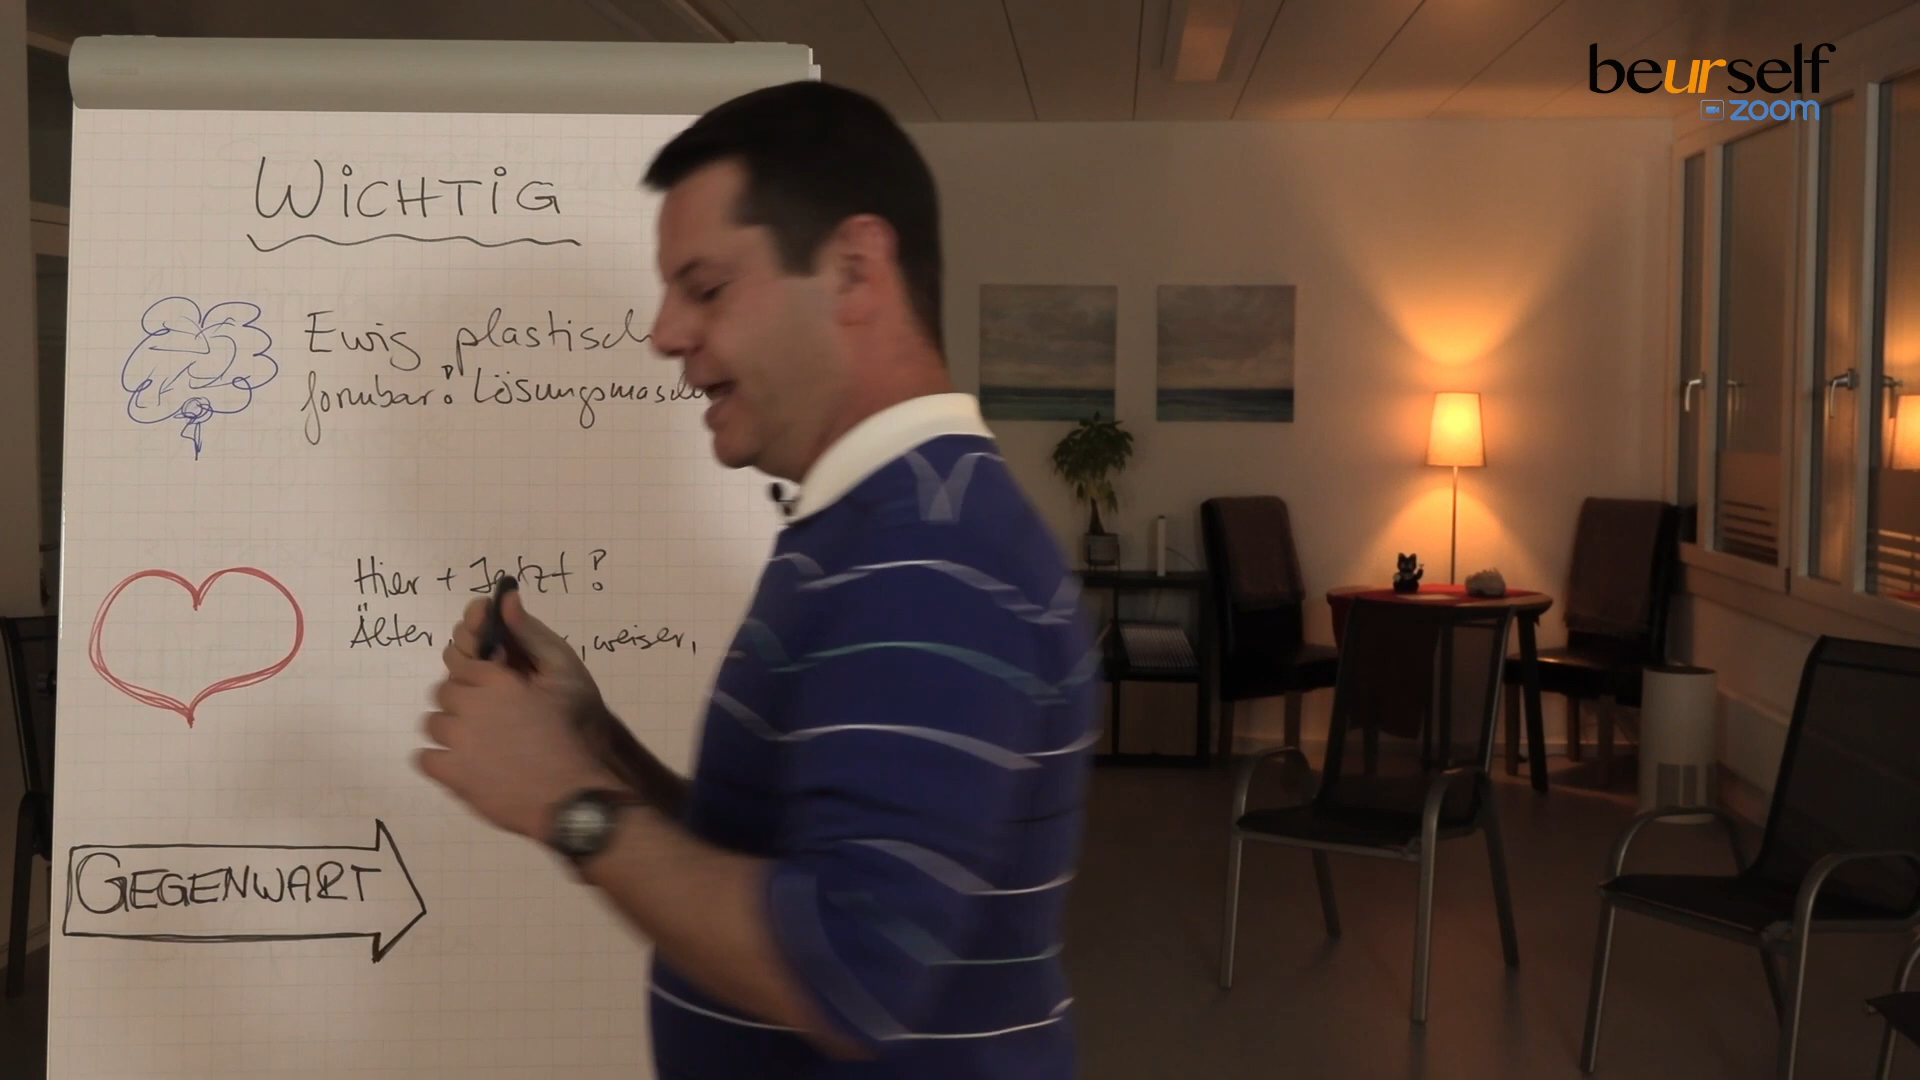 beurself
zoom
WiCHTiG
Ewig plastisch
formbar! Lösungsmasch
Hier + Jetzt!
Älter, weiser,
GEGENWART